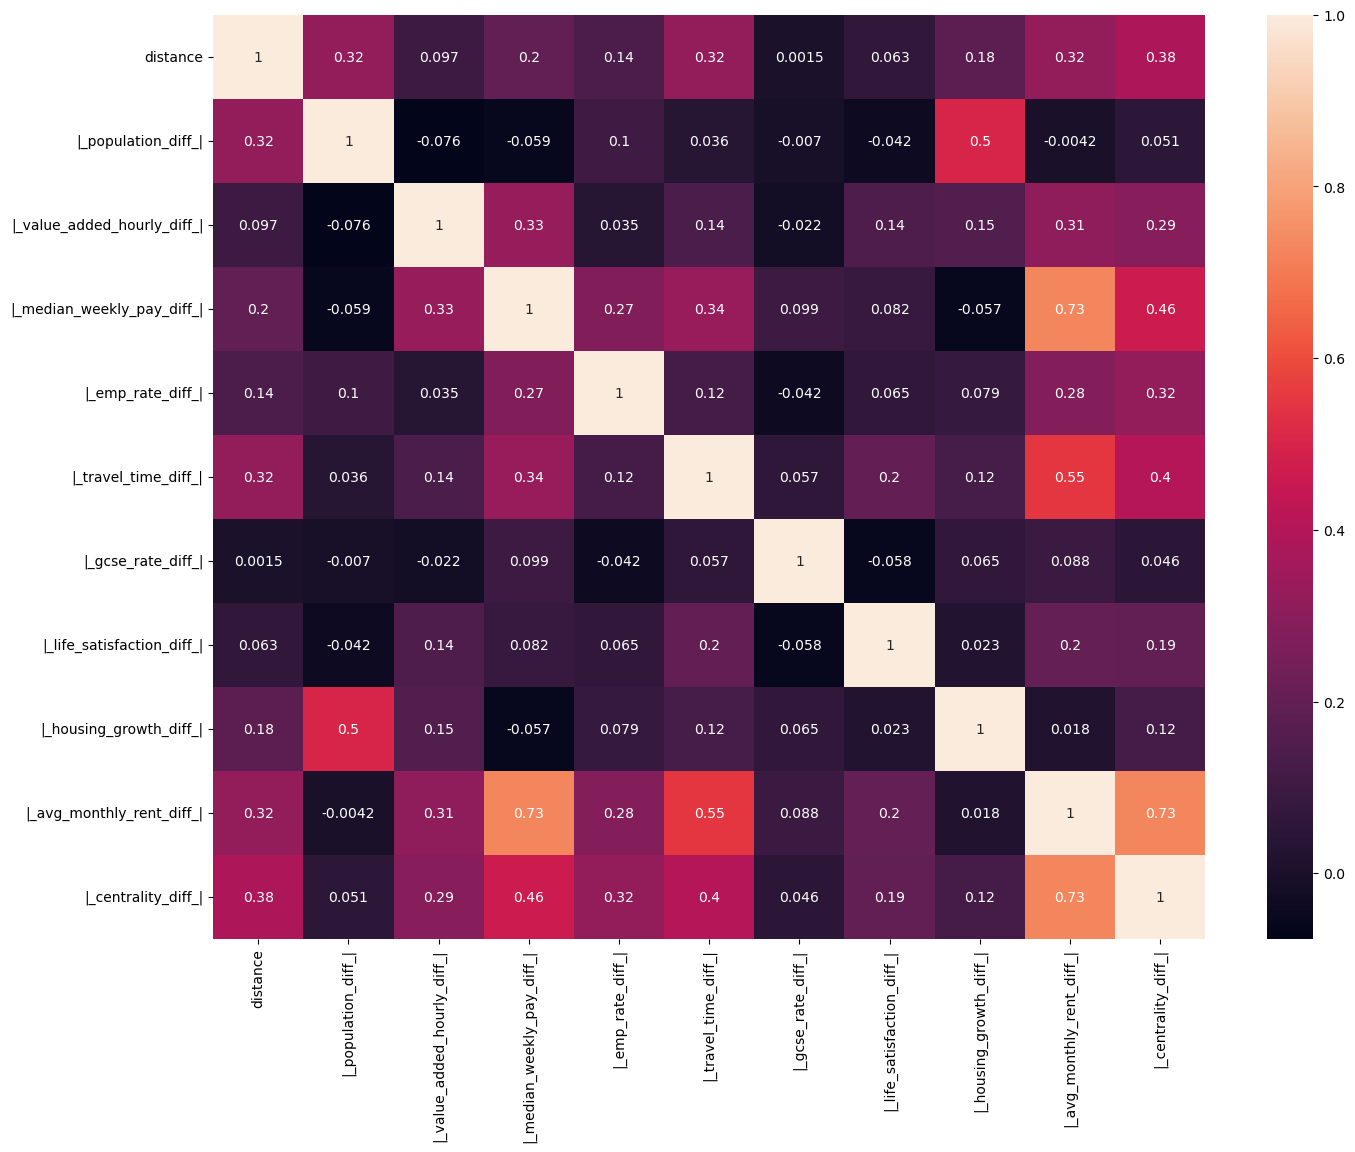 distance 1 0.32 0.097 0.2 0.14 0.32 0.0015 0.063 0.18 0.32 0.38
|_population_diff_| 0.32 1 -0.076 -0.059 0.1 0.036 -0.007 -0.042 0.5 -0.0042 0.051
|_value_added_hourly_diff_| 0.097 -0.076 1 0.33 0.035 0.14 -0.022 0.14 0.15 0.31 0.29
|_median_weekly_pay_diff_| 0.2 -0.059 0.33 1 0.27 0.34 0.099 0.082 -0.057 0.73 0.46
|_emp_rate_diff_| 0.14 0.1 0.035 0.27 1 0.12 -0.042 0.065 0.079 0.28 0.32
|_travel_time_diff_| 0.32 0.036 0.14 0.34 0.12 1 0.057 0.2 0.12 0.55 0.4
|_gcse_rate_diff_| 0.0015 -0.007 -0.022 0.099 -0.042 0.057 1 -0.058 0.065 0.088 0.046
|_life_satisfaction_diff_| 0.063 -0.042 0.14 0.082 0.065 0.2 -0.058 1 0.023 0.2 0.19
|_housing_growth_diff_| 0.18 0.5 0.15 -0.057 0.079 0.12 0.065 0.023 1 0.018 0.12
|_avg_monthly_rent_diff_| 0.32 -0.0042 0.31 0.73 0.28 0.55 0.088 0.2 0.018 1 0.73
|_centrality_diff_| 0.38 0.051 0.29 0.46 0.32 0.4 0.046 0.19 0.12 0.73 1
distance
|_population_diff_|
|_value_added_hourly_diff_|
|_median_weekly_pay_diff_|
|_emp_rate_diff_|
|_travel_time_diff_|
|_gcse_rate_diff_|
|_life_satisfaction_diff_|
|_housing_growth_diff_|
|_avg_monthly_rent_diff_|
|_centrality_diff_|
1.0
0.8
0.6
0.4
0.2
0.0